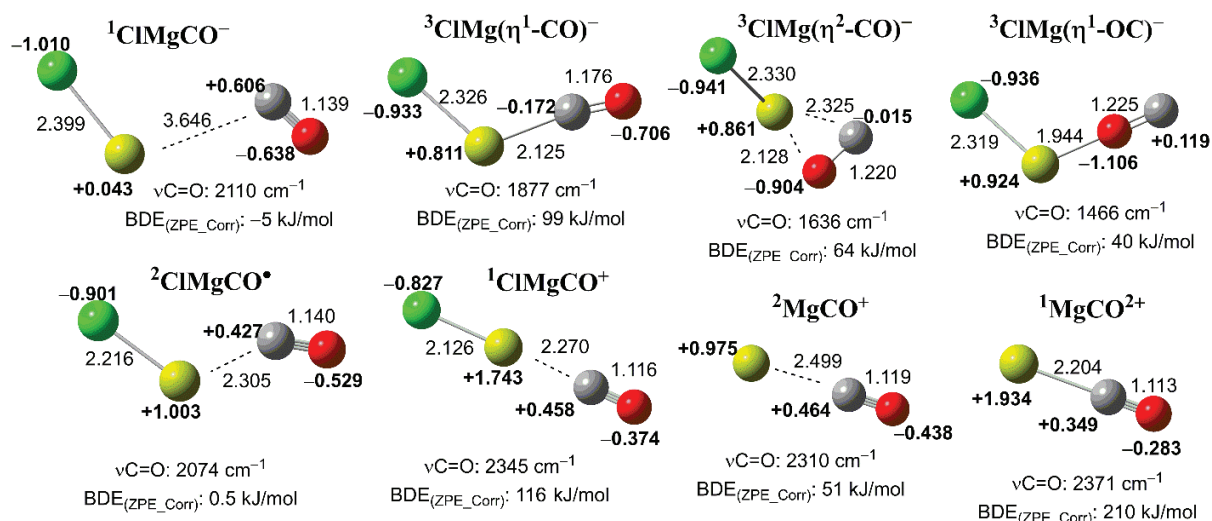 ¹ClMgCO⁻
−1.010
+0.606
1.139
2.399
3.646
−0.638
+0.043
νC=O: 2110 cm⁻¹
BDE(ZPE_Corr): −5 kJ/mol
³ClMg(η¹-CO)⁻
1.176
−0.172
2.326
−0.933
−0.706
+0.811
2.125
νC=O: 1877 cm⁻¹
BDE(ZPE_Corr): 99 kJ/mol
³ClMg(η²-CO)⁻
2.330
−0.941
2.325
−0.015
+0.861
2.128
−0.904
1.220
νC=O: 1636 cm⁻¹
BDE(ZPE_Corr): 64 kJ/mol
³ClMg(η¹-OC)⁻
−0.936
1.225
1.944
2.319
+0.119
−1.106
+0.924
νC=O: 1466 cm⁻¹
BDE(ZPE_Corr): 40 kJ/mol
²ClMgCO•
−0.901
1.140
+0.427
2.216
2.305
−0.529
+1.003
νC=O: 2074 cm⁻¹
BDE(ZPE_Corr): 0.5 kJ/mol
¹ClMgCO⁺
−0.827
2.270
2.126
1.116
+1.743
+0.458
−0.374
νC=O: 2345 cm⁻¹
BDE(ZPE_Corr): 116 kJ/mol
²MgCO⁺
+0.975
2.499
1.119
+0.464
−0.438
νC=O: 2310 cm⁻¹
BDE(ZPE_Corr): 51 kJ/mol
¹MgCO²⁺
2.204
1.113
+1.934
+0.349
−0.283
νC=O: 2371 cm⁻¹
BDE(ZPE_Corr): 210 kJ/mol